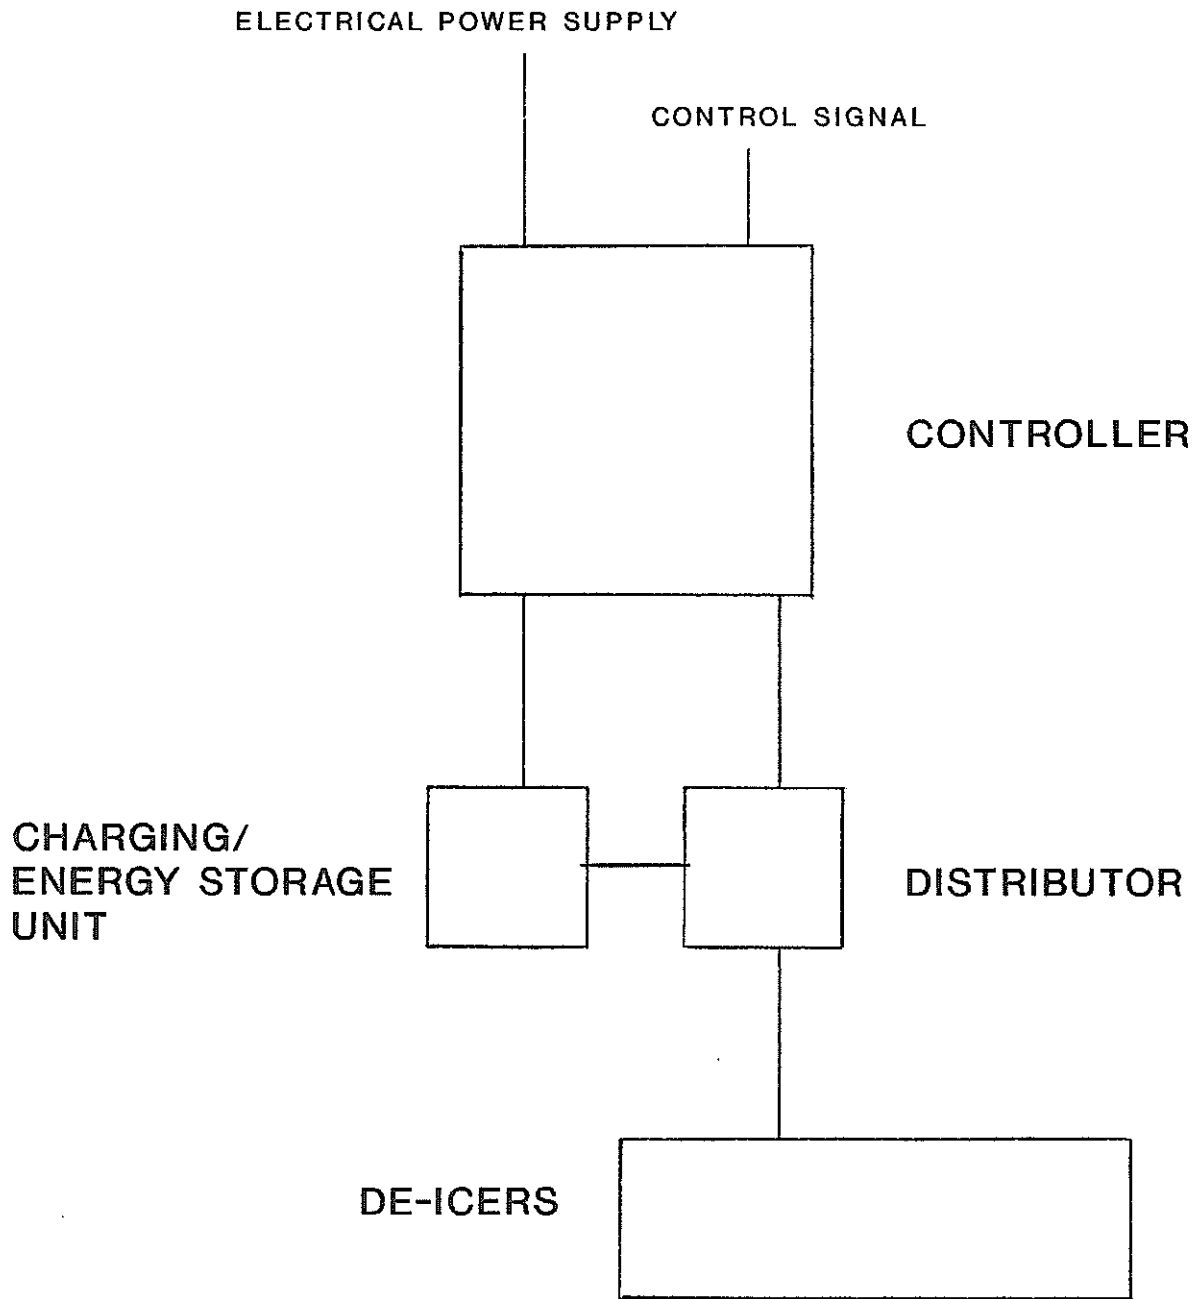 ELECTRICAL POWER SUPPLY
CONTROL SIGNAL
CONTROLLER
CHARGING/
ENERGY STORAGE
UNIT
DISTRIBUTOR
DE-ICERS